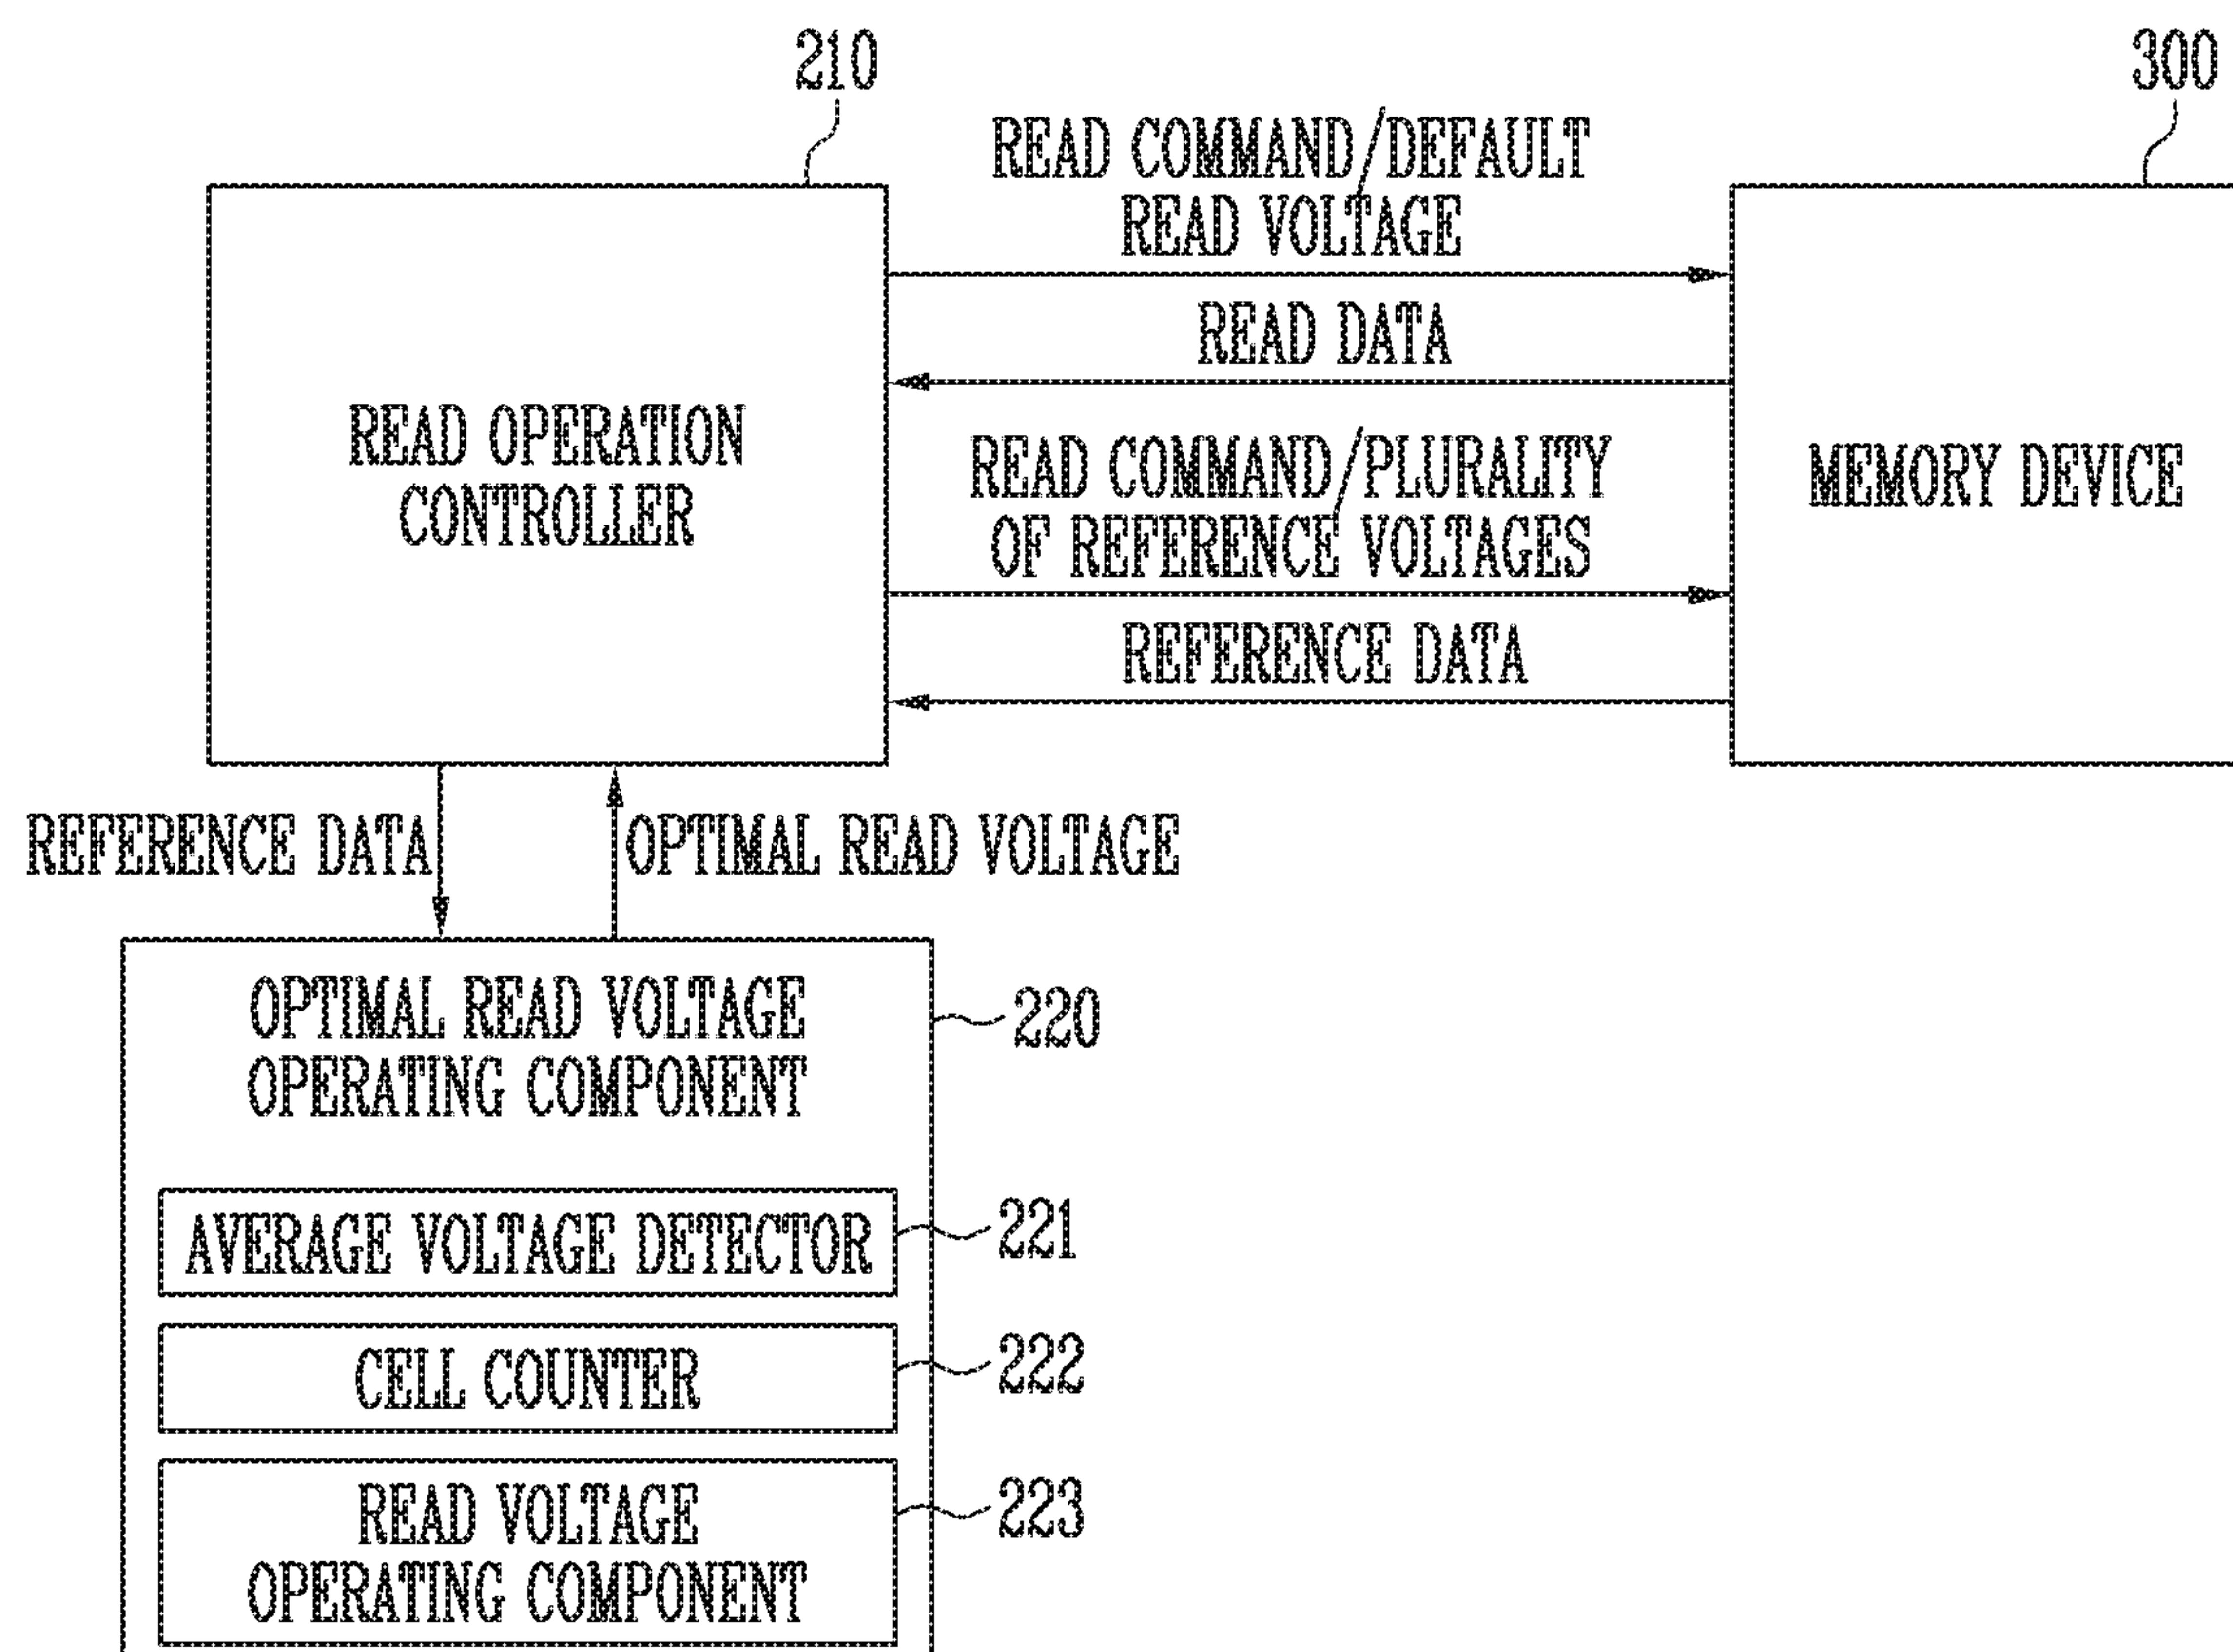 210
300
READ COMMAND/DEFAULT
READ VOLTAGE
READ DATA
READ OPERATION
CONTROLLER
READ COMMAND/PLURALITY
OF REFERENCE VOLTAGES
MEMORY DEVICE
REFERENCE DATA
REFERENCE DATA
OPTIMAL READ VOLTAGE
OPTIMAL READ VOLTAGE
OPERATING COMPONENT
220
AVERAGE VOLTAGE DETECTOR
221
CELL COUNTER
222
READ VOLTAGE
OPERATING COMPONENT
223